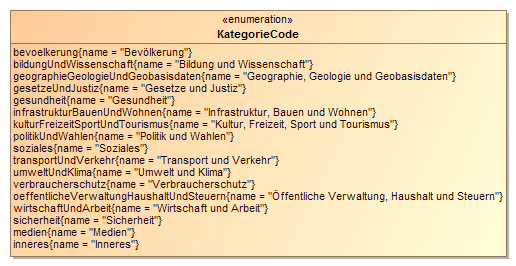 «enumeration»
KategorieCode
bevoelkerung{name = "Bevölkerung"}
bildungUndWissenschaft{name = "Bildung und Wissenschaft"}
geographieGeologieUndGeobasisdaten{name = "Geographie, Geologie und Geobasisdaten"}
gesetzeUndJustiz{name = "Gesetze und Justiz"}
gesundheit{name = "Gesundheit"}
infrastrukturBauenUndWohnen{name = "Infrastruktur, Bauen und Wohnen"}
kulturFreizeitSportUndTourismus{name = "Kultur, Freizeit, Sport und Tourismus"}
politikUndWahlen{name = "Politik und Wahlen"}
soziales{name = "Soziales"}
transportUndVerkehr{name = "Transport und Verkehr"}
umweltUndKlima{name = "Umwelt und Klima"}
verbraucherschutz{name = "Verbraucherschutz"}
oeffentlicheVerwaltungHaushaltUndSteuern{name = "Öffentliche Verwaltung, Haushalt und Steuern"}
wirtschaftUndArbeit{name = "Wirtschaft und Arbeit"}
sicherheit{name = "Sicherheit"}
medien{name = "Medien"}
inneres{name = "Inneres"}